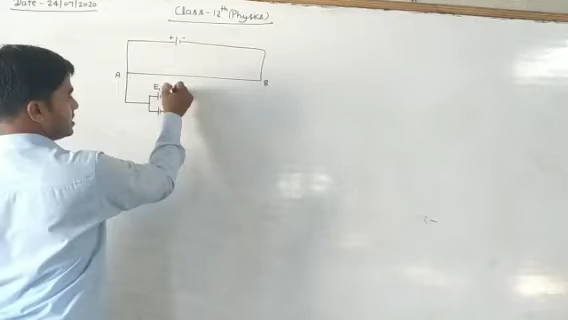 Date - 24/07/2020
Class - 12th (Physics)
+ -
A
B
E